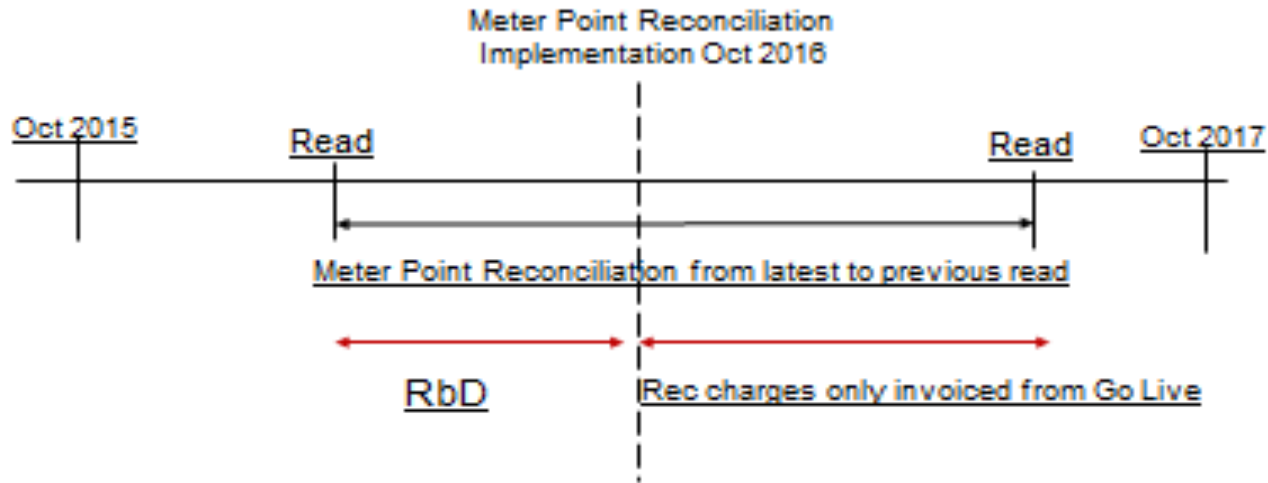 Meter Point Reconciliation
Implementation Oct 2016
Oct 2015
Read
Read
Oct 2017
Meter Point Reconciliation from latest to previous read
RbD
Rec charges only invoiced from Go Live